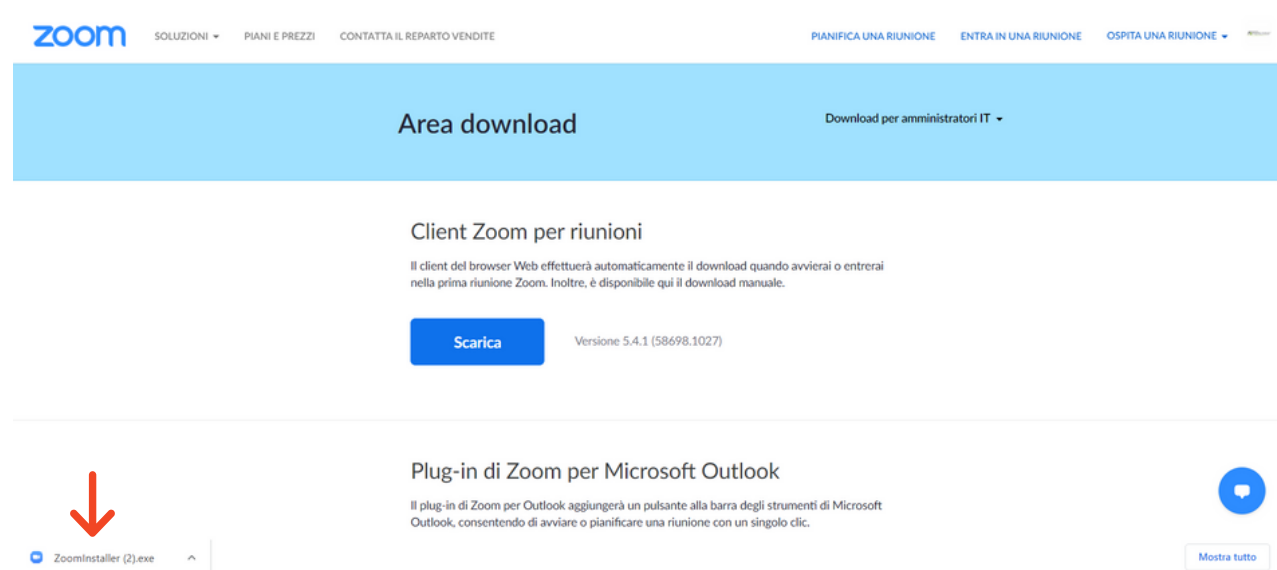 zoom SOLUZIONI PIANI E PREZZI CONTATTA IL REPARTO VENDITE PIANIFICA UNA RIUNIONE ENTRA IN UNA RIUNIONE OSPITA UNA RIUNIONE
Area download
Download per amministratori IT
Client Zoom per riunioni
Il client del browser Web effettuerà automaticamente il download quando avvierai o entrerai
nella prima riunione Zoom. Inoltre, è disponibile qui il download manuale.
Scarica
Versione 5.4.1 (58698.1027)
Plug-in di Zoom per Microsoft Outlook
Il plug-in di Zoom per Outlook aggiungerà un pulsante alla barra degli strumenti di Microsoft
Outlook, consentendo di avviare o pianificare una riunione con un singolo clic.
ZoomInstaller (2).exe
Mostra tutto